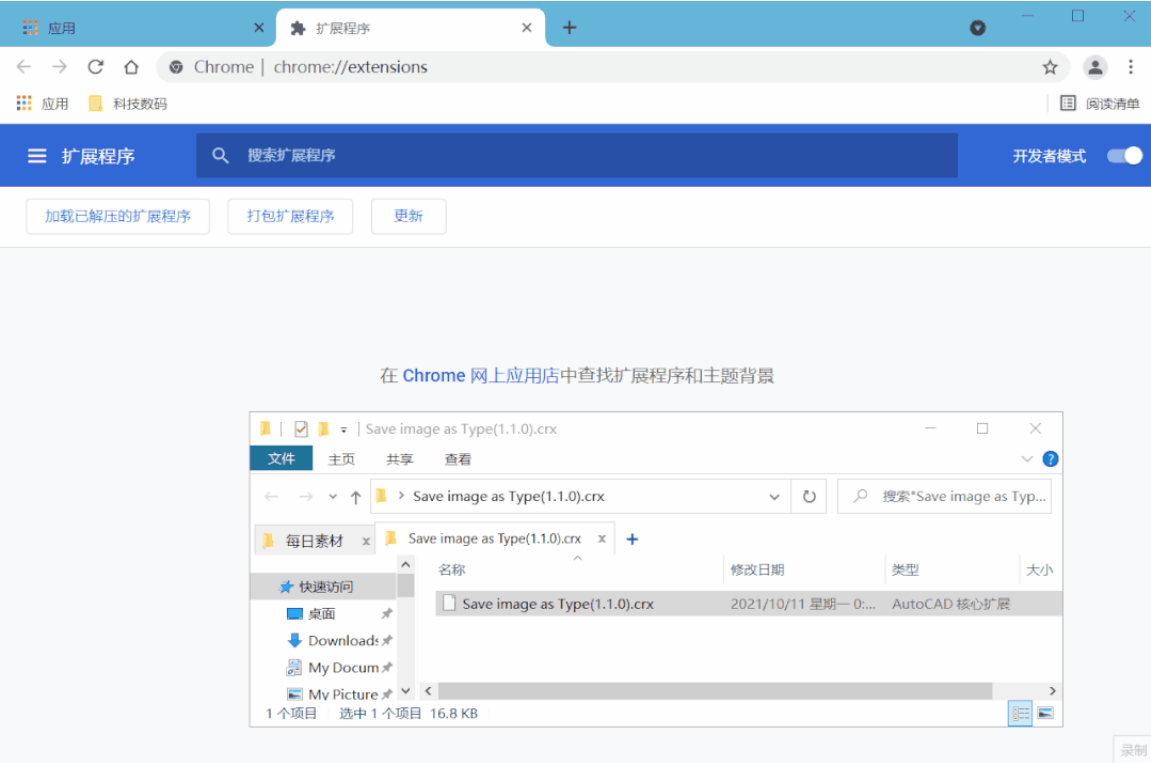 应用
扩展程序
Chrome | chrome://extensions
应用 科技数码 阅读清单
扩展程序 搜索扩展程序 开发者模式
加载已解压的扩展程序 打包扩展程序 更新
在 Chrome 网上应用店中查找扩展程序和主题背景
Save image as Type(1.1.0).crx
文件 主页 共享 查看
Save image as Type(1.1.0).crx 搜索"Save image as Typ...
每日素材 Save image as Type(1.1.0).crx
名称 修改日期 类型 大小
快速访问
Save image as Type(1.1.0).crx 2021/10/11 星期一 0:... AutoCAD 核心扩展
桌面
Downloads
My Docum
My Picture
1 个项目 选中 1 个项目 16.8 KB
录制